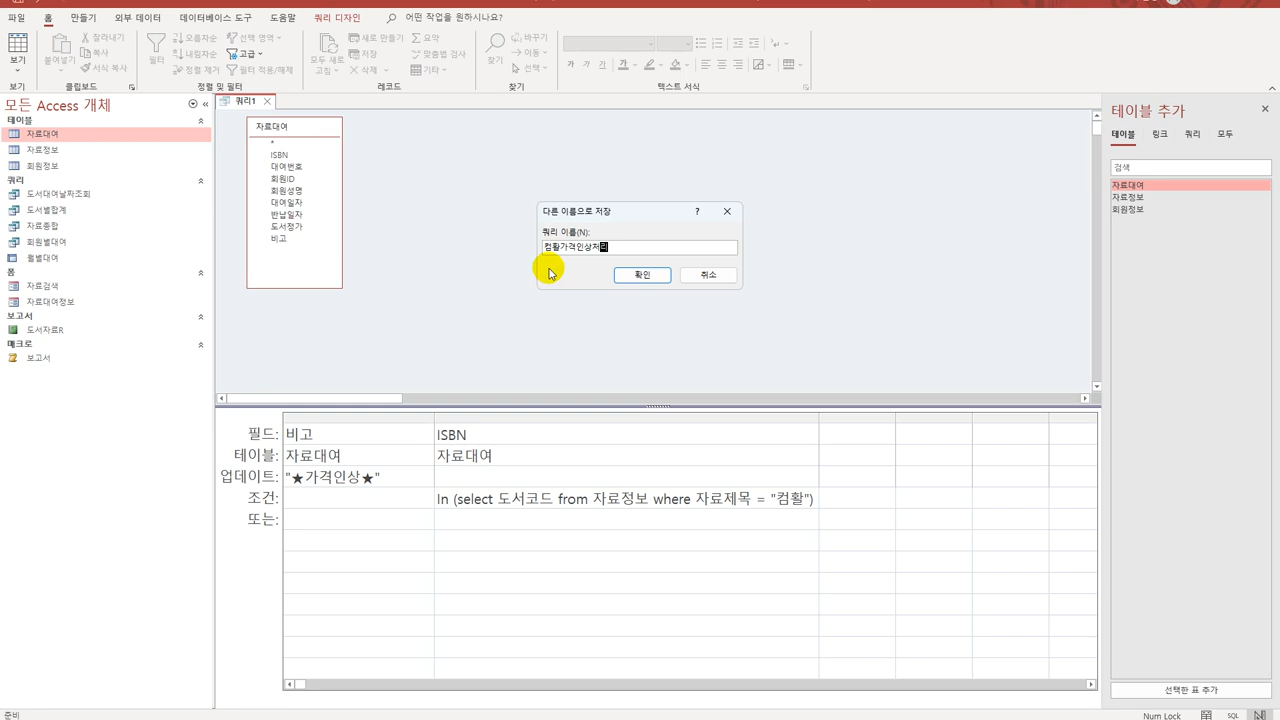 파일 홈 만들기 외부 데이터 데이터베이스 도구 도움말 쿼리 디자인 어떤 작업을 원하시나요?
보기
붙여넣기
잘라내기
복사
서식 복사
클립보드
필터
오름차순
내림차순
정렬 제거
선택 영역
고급
필터 적용/해제
정렬 및 필터
모두 새로 고침
새로 만들기
저장
삭제
요약
맞춤법 검사
기타
레코드
찾기
바꾸기
이동
선택
찾기
가 가 가 가
텍스트 서식
모든 Access 개체
테이블
자료대여
자료정보
회원정보
쿼리
도서대여날짜조회
도서별합계
자료종합
회원별대여
월별대여
폼
자료검색
자료대여정보
보고서
도서자료R
매크로
보고서
쿼리1
자료대여
*
ISBN
대여번호
회원ID
회원성명
대여일자
반납일자
도서정가
비고
다른 이름으로 저장 ?
쿼리 이름(N):
컴활가격인상처리
확인 취소
필드: 비고 ISBN
테이블: 자료대여 자료대여
업데이트: "★가격인상★"
조건: In (select 도서코드 from 자료정보 where 자료제목 = "컴활")
또는:
테이블 추가
테이블 링크 쿼리 모두
검색
자료대여
자료정보
회원정보
선택한 표 추가
준비 Num Lock SQL